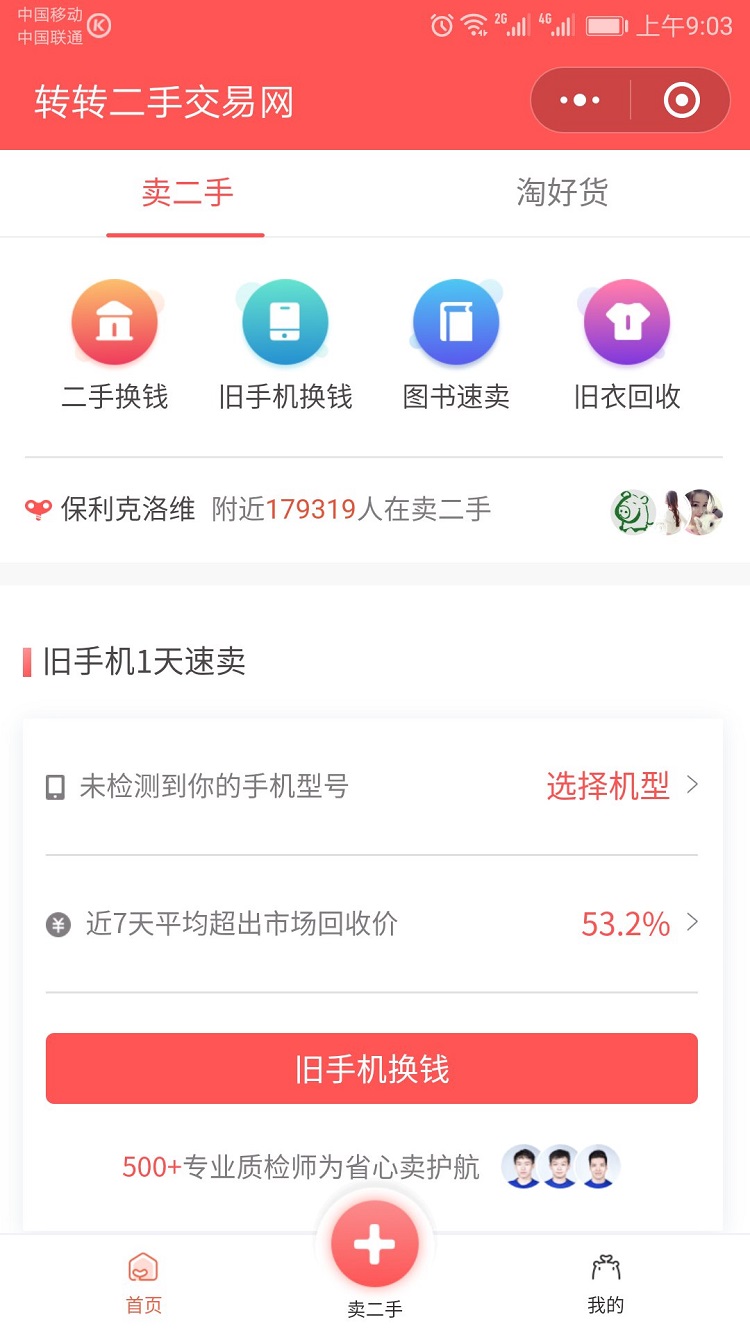 中国移动
中国联通
2G 4G 上午9:03
转转二手交易网
卖二手 淘好货
二手换钱 旧手机换钱 图书速卖 旧衣回收
保利克洛维 附近179319人在卖二手
旧手机1天速卖
未检测到你的手机型号 选择机型
近7天平均超出市场回收价 53.2%
旧手机换钱
500+专业质检师为省心卖护航
首页 卖二手 我的